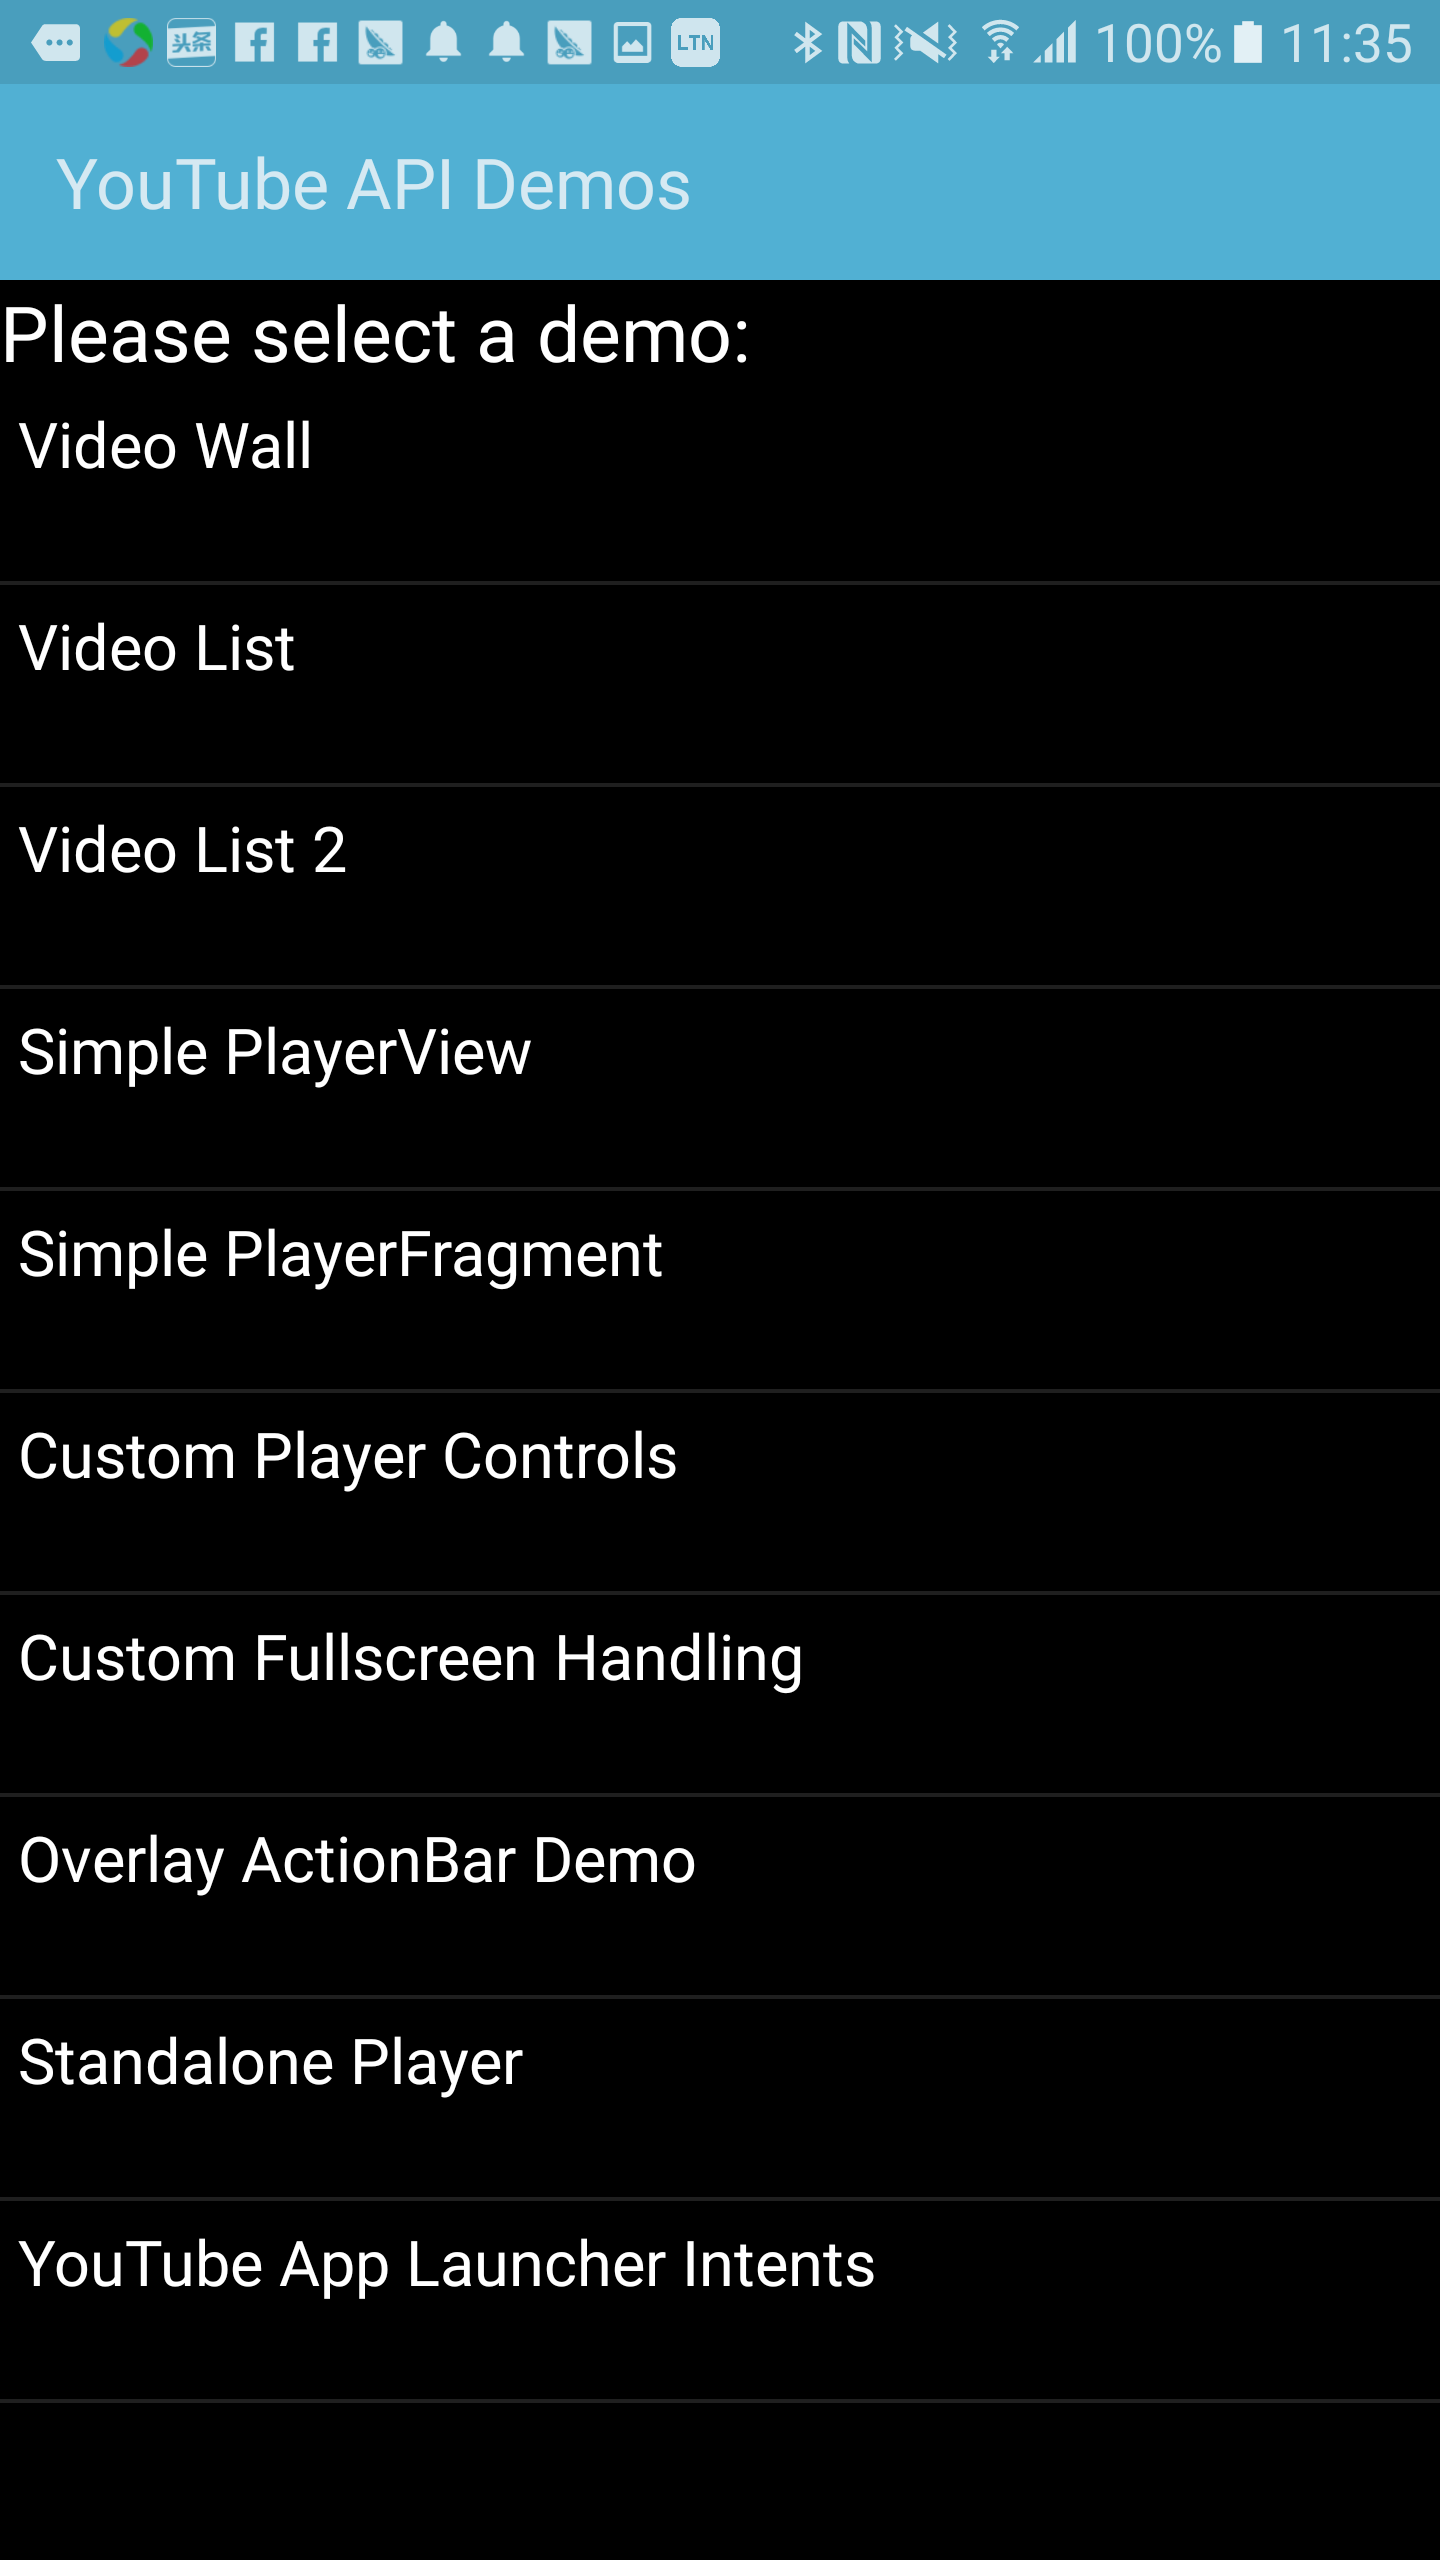 头条 LTN 100% 11:35
YouTube API Demos
Please select a demo:
Video Wall
Video List
Video List 2
Simple PlayerView
Simple PlayerFragment
Custom Player Controls
Custom Fullscreen Handling
Overlay ActionBar Demo
Standalone Player
YouTube App Launcher Intents